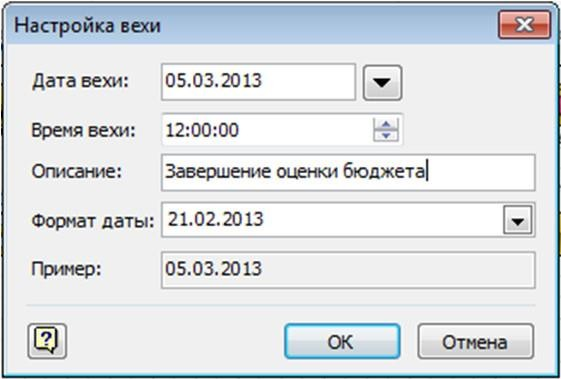 Настройка вехи
Дата вехи: 05.03.2013
Время вехи: 12:00:00
Описание: Завершение оценки бюджета
Формат даты: 21.02.2013
Пример: 05.03.2013
? ОК Отмена